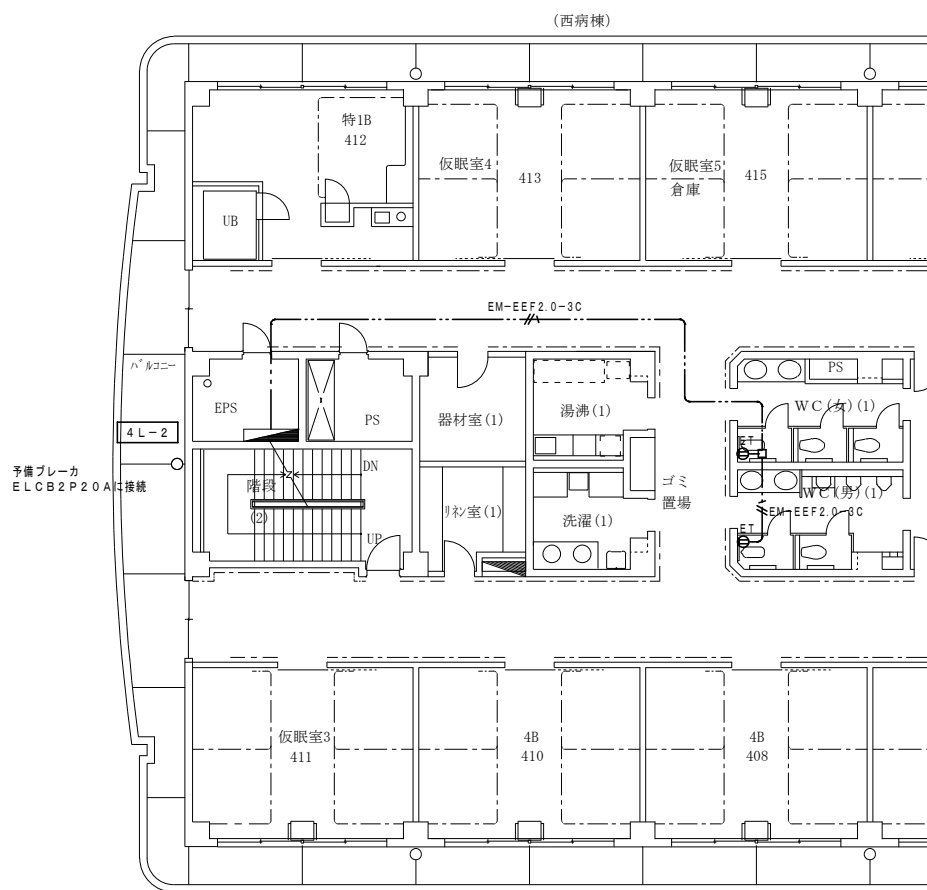 (西病棟)
特1B
412
仮眠室4
413
仮眠室5
倉庫
415
UB
EM-EEF2.0-3C
バルコニー
EPS
PS
器材室(1)
湯沸(1)
PS
WC(女)(1)
4L-2
予備ブレーカ
ELCB2P20Aに接続
DN
階段
(2)
UP
リネン室(1)
洗濯(1)
ゴミ
置場
ET
WC(男)(1)
EM-EEF2.0-3C
ET
仮眠室3
411
4B
410
4B
408